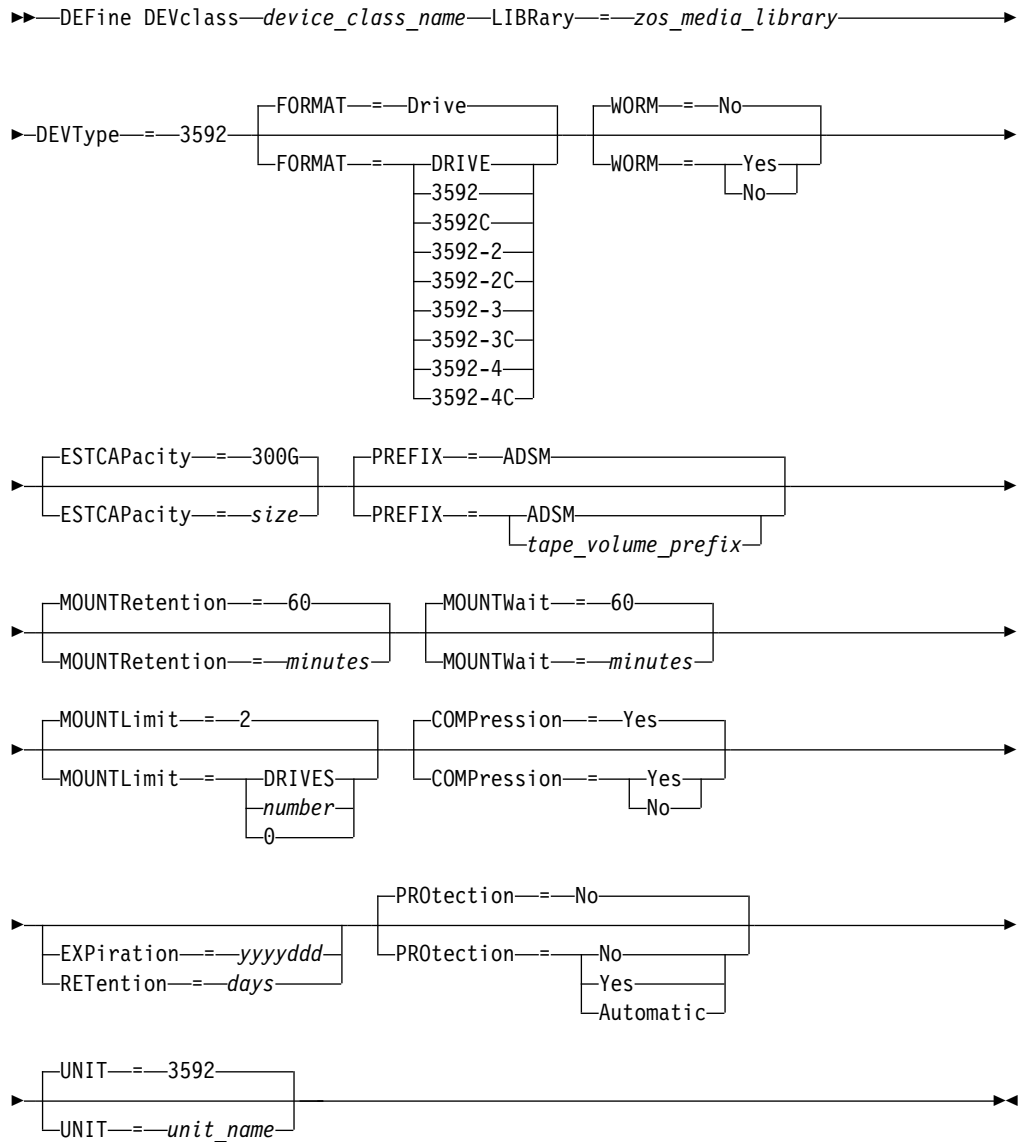 DEFine DEVclass device_class_name LIBRary = zos_media_library
FORMAT = Drive WORM = No
DEVType = 3592
FORMAT = DRIVE WORM = Yes
3592 No
3592C
3592-2
3592-2C
3592-3
3592-3C
3592-4
3592-4C
ESTCAPacity = 300G PREFIX = ADSM
ESTCAPacity = size PREFIX = ADSM
tape_volume_prefix
MOUNTRetention = 60 MOUNTWait = 60
MOUNTRetention = minutes MOUNTWait = minutes
MOUNTLimit = 2 COMPression = Yes
MOUNTLimit = DRIVES COMPression = Yes
number No
0
PROtection = No
EXPiration = yyyyddd PROtection = No
RETention = days Yes
Automatic
UNIT = 3592
UNIT = unit_name